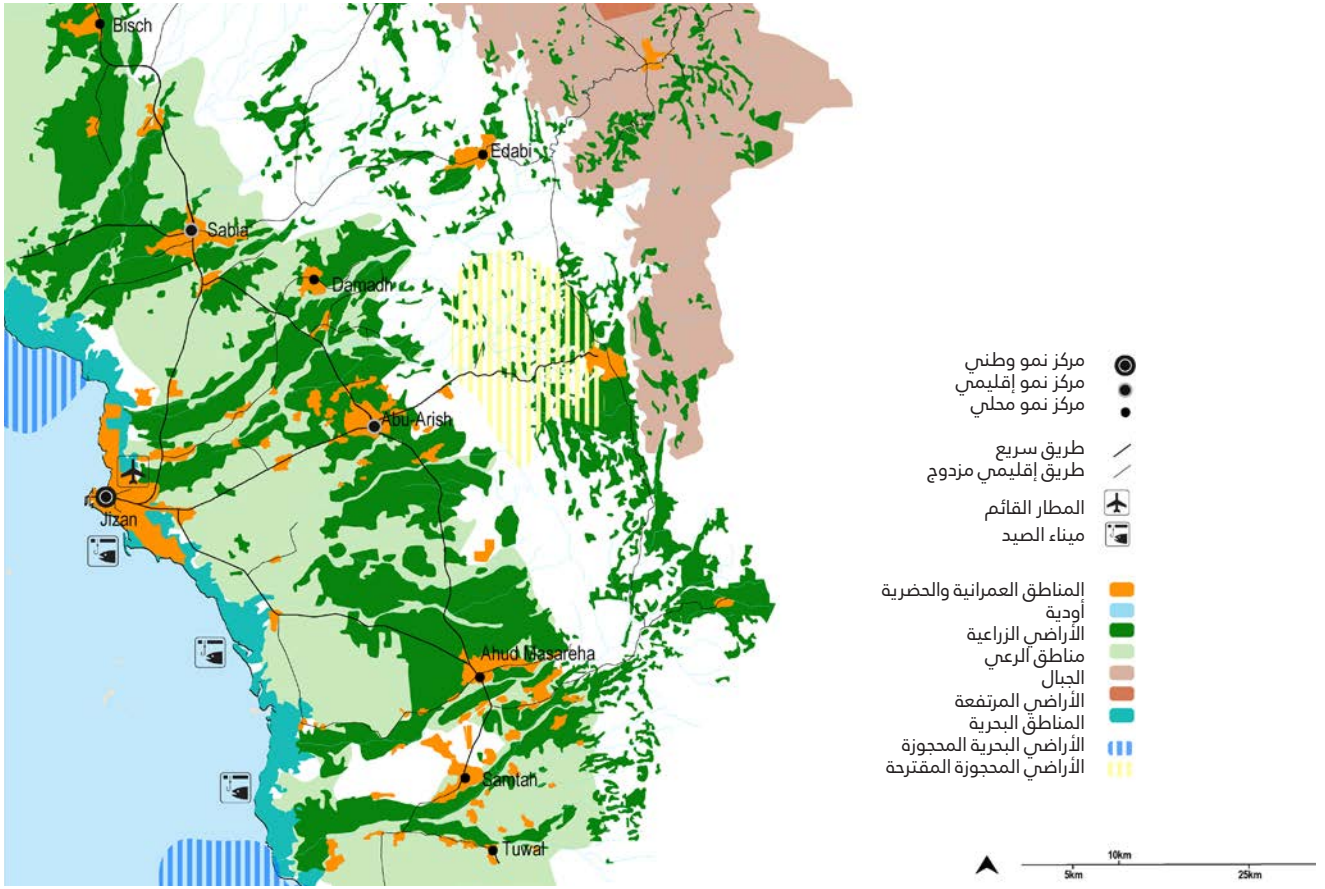 Bisch
Edabi
Sabia
Damadh
Abu-Arish
Jizan
Ahud Masareha
Samtah
Tuwal
مركز نمو وطني
مركز نمو إقليمي
مركز نمو محلي
طريق سريع
طريق إقليمي مزدوج
المطار القائم
ميناء الصيد
المناطق العمرانية والحضرية
أودية
الأراضي الزراعية
مناطق الرعي
الجبال
الأراضي المرتفعة
المناطق البحرية
الأراضي البحرية المحجوزة
الأراضي المحجوزة المقترحة
10km
5km
25km